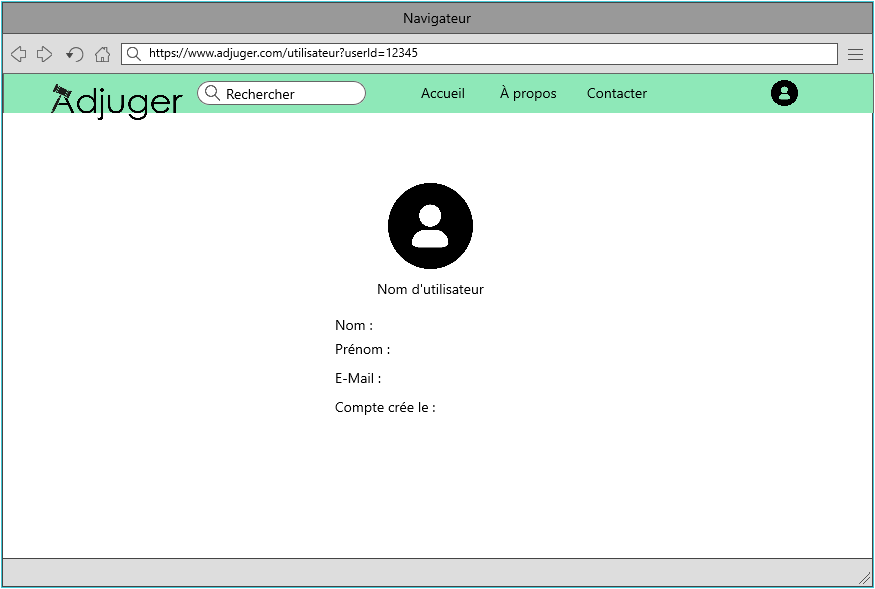 Navigateur
https://www.adjuger.com/utilisateur?userId=12345
Adjuger
Rechercher
Accueil
À propos
Contacter
Nom d'utilisateur
Nom :
Prénom :
E-Mail :
Compte crée le :